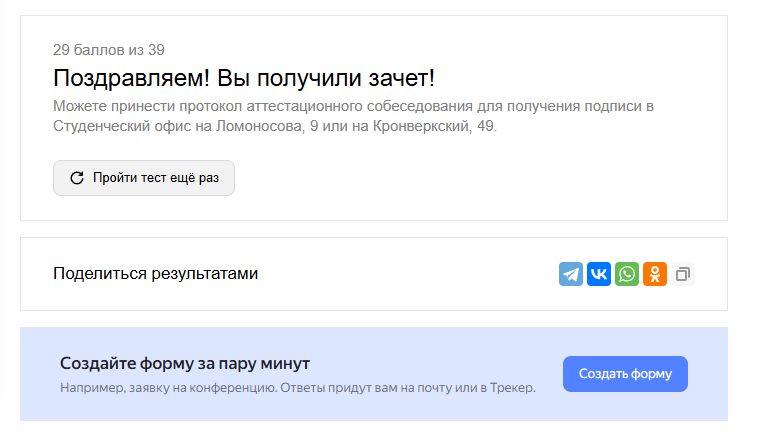 29 баллов из 39
Поздравляем! Вы получили зачет!
Можете принести протокол аттестационного собеседования для получения подписи в
Студенческий офис на Ломоносова, 9 или на Кронверкский, 49.
Пройти тест ещё раз
Поделиться результатами
Создайте форму за пару минут
Например, заявку на конференцию. Ответы придут вам на почту или в Трекер.
Создать форму